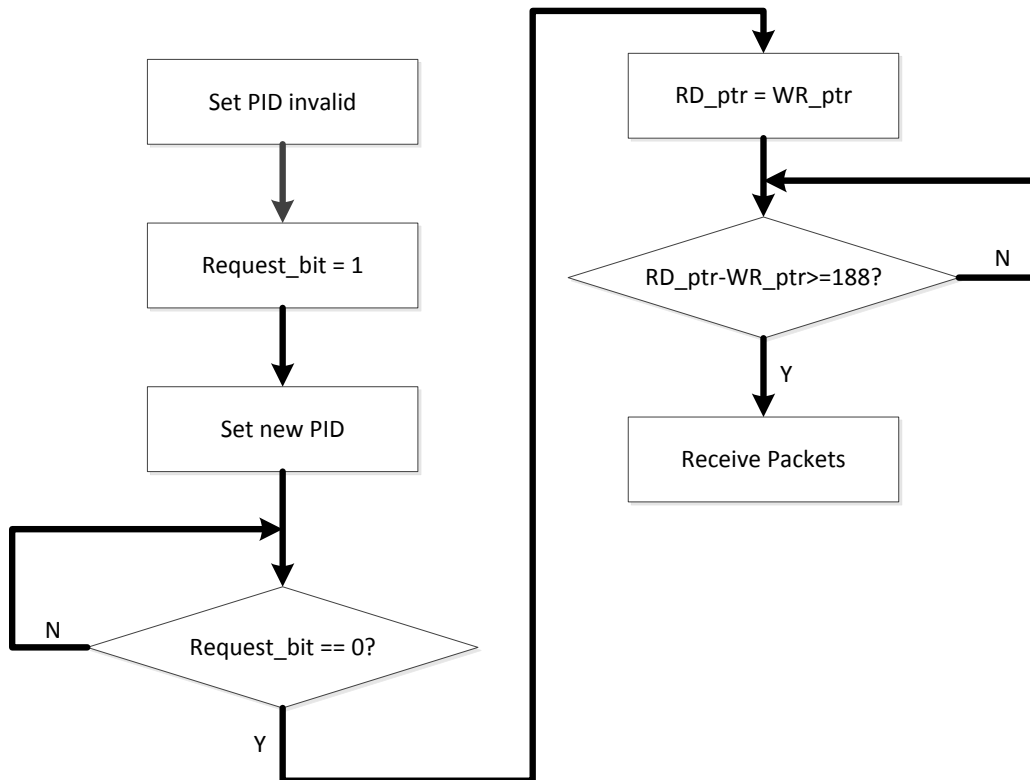 Set PID invalid
Request_bit = 1
Set new PID
N
Request_bit == 0?
Y
RD_ptr = WR_ptr
RD_ptr-WR_ptr>=188?
N
Y
Receive Packets